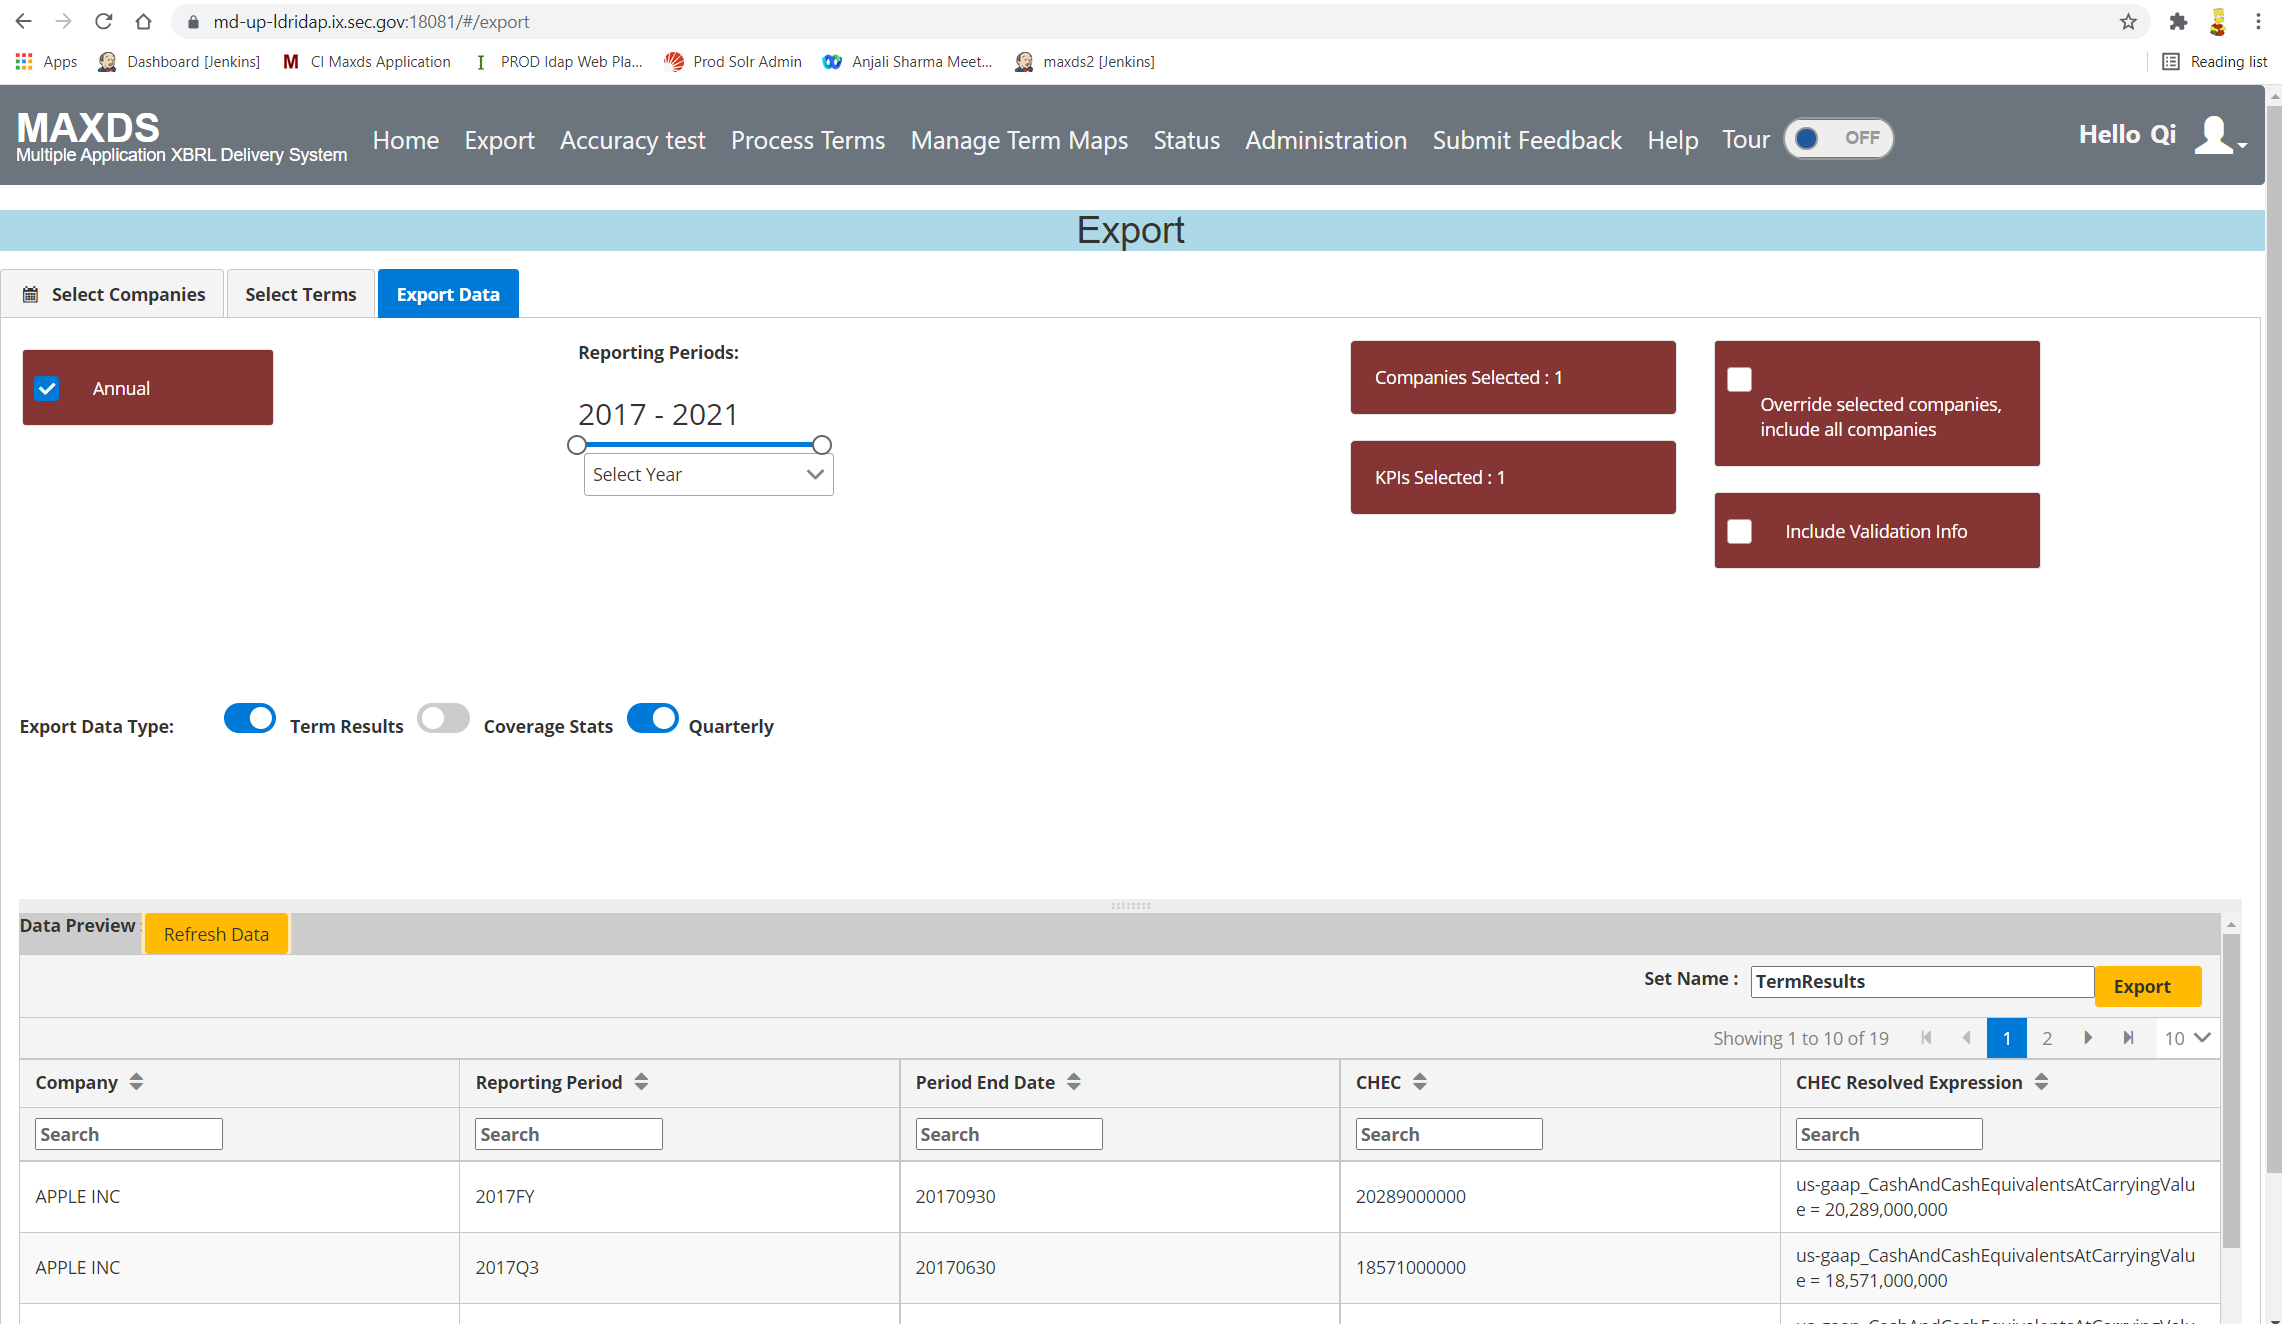 md-up-ldridap.ix.sec.gov:18081/#/export
Apps Dashboard [Jenkins] M CI Maxds Application I PROD Idap Web Pla... Prod Solr Admin Anjali Sharma Meet... maxds2 [Jenkins] Reading list
MAXDS
Multiple Application XBRL Delivery System
Home Export Accuracy test Process Terms Manage Term Maps Status Administration Submit Feedback Help Tour OFF Hello Qi
Export
Select Companies Select Terms Export Data
Annual
Reporting Periods:
2017 - 2021
Select Year
Companies Selected : 1
KPIs Selected : 1
Override selected companies,
include all companies
Include Validation Info
Export Data Type: Term Results Coverage Stats Quarterly
Data Preview : Refresh Data
Set Name : TermResults Export
Showing 1 to 10 of 19 1 2 10
Company Reporting Period Period End Date CHEC CHEC Resolved Expression
Search Search Search Search Search
APPLE INC 2017FY 20170930 20289000000 us-gaap_CashAndCashEquivalentsAtCarryingValu
e = 20,289,000,000
APPLE INC 2017Q3 20170630 18571000000 us-gaap_CashAndCashEquivalentsAtCarryingValu
e = 18,571,000,000